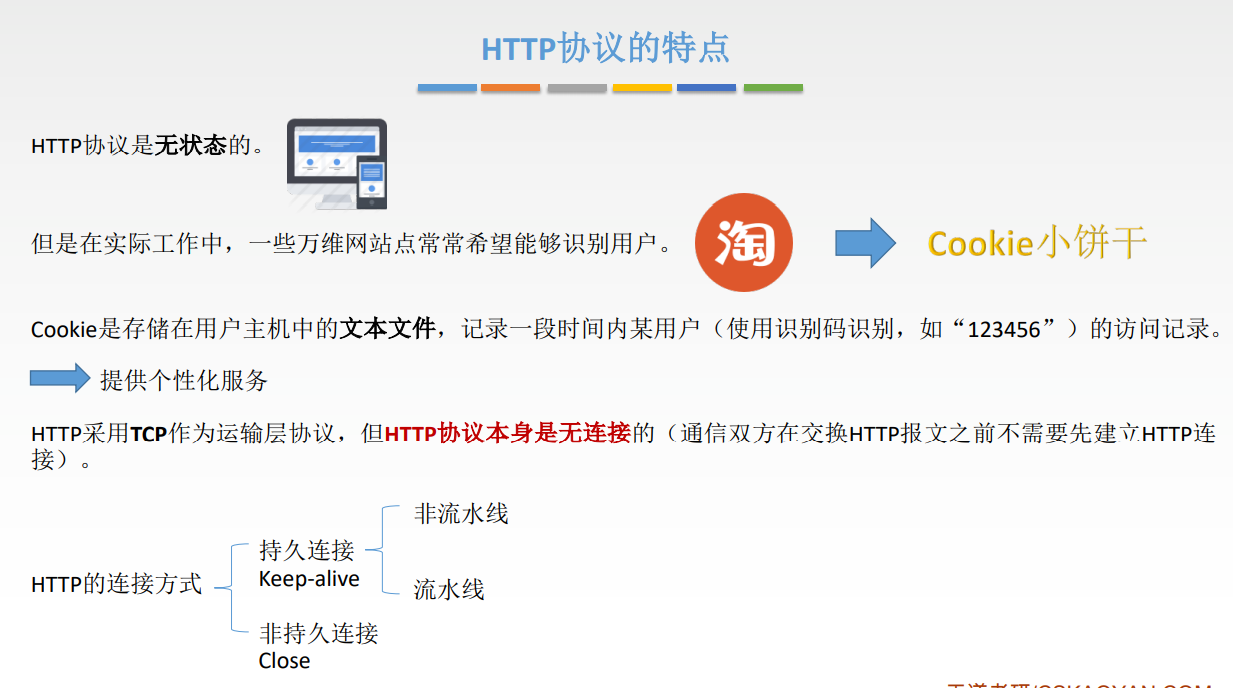 HTTP协议的特点
HTTP协议是无状态的。
但是在实际工作中，一些万维网站点常常希望能够识别用户。
淘
Cookie小饼干
Cookie是存储在用户主机中的文本文件，记录一段时间内某用户（使用识别码识别，如“123456”）的访问记录。
提供个性化服务
HTTP采用TCP作为运输层协议，但HTTP协议本身是无连接的（通信双方在交换HTTP报文之前不需要先建立HTTP连
接）。
HTTP的连接方式
持久连接
Keep-alive
非流水线
流水线
非持久连接
Close